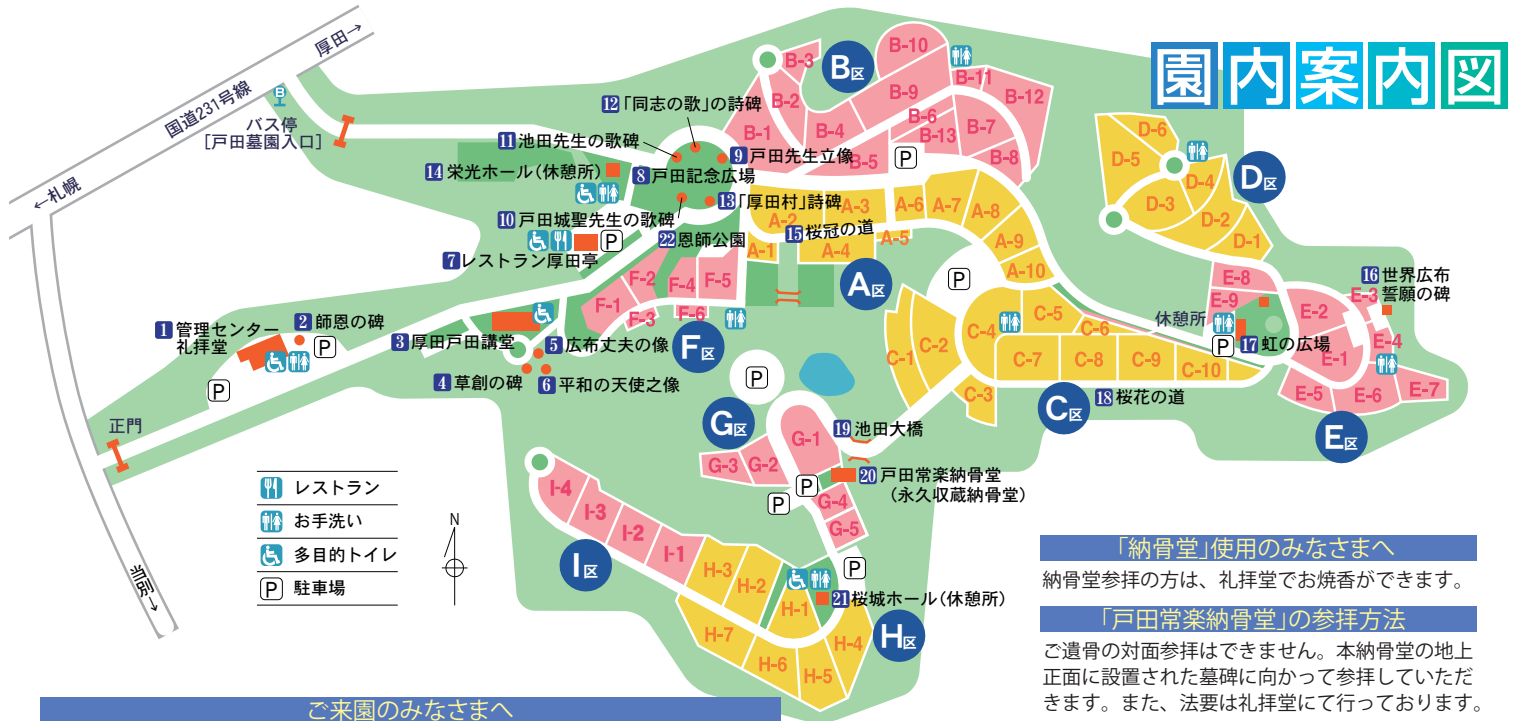 園内案内図
厚田→
国道231号線
←札幌
当別→
B
バス停
[戸田墓園入口]
正門
1 管理センター
礼拝堂
2 師恩の碑
3 厚田戸田講堂
4 草創の碑
5 広布丈夫の像
6 平和の天使之像
7 レストラン厚田亭
8 戸田記念広場
9 戸田先生立像
10 戸田城聖先生の歌碑
11 池田先生の歌碑
12 「同志の歌」の詩碑
13 「厚田村」詩碑
14 栄光ホール(休憩所)
15 桜冠の道
16 世界広布
誓願の碑
17 虹の広場
18 桜花の道
19 池田大橋
20 戸田常楽納骨堂
(永久収蔵納骨堂)
21 桜城ホール(休憩所)
22 恩師公園
休憩所
A区
A-1
A-2
A-3
A-4
A-5
A-6
A-7
A-8
A-9
A-10
B区
B-1
B-2
B-3
B-4
B-5
B-6
B-7
B-8
B-9
B-10
B-11
B-12
B-13
C区
C-1
C-2
C-3
C-4
C-5
C-6
C-7
C-8
C-9
C-10
D区
D-1
D-2
D-3
D-4
D-5
D-6
E区
E-1
E-2
E-3
E-4
E-5
E-6
E-7
E-8
E-9
F区
F-1
F-2
F-3
F-4
F-5
F-6
G区
G-1
G-2
G-3
G-4
G-5
H区
H-1
H-2
H-3
H-4
H-5
H-6
H-7
I区
I-1
I-2
I-3
I-4
P
P
P
P
P
P
P
P
P
P
レストラン
お手洗い
多目的トイレ
P 駐車場
N
「納骨堂」使用のみなさまへ
納骨堂参拝の方は、礼拝堂でお焼香ができます。
「戸田常楽納骨堂」の参拝方法
ご遺骨の対面参拝はできません。本納骨堂の地上
正面に設置された墓碑に向かって参拝していただ
きます。また、法要は礼拝堂にて行っております。
ご来園のみなさまへ